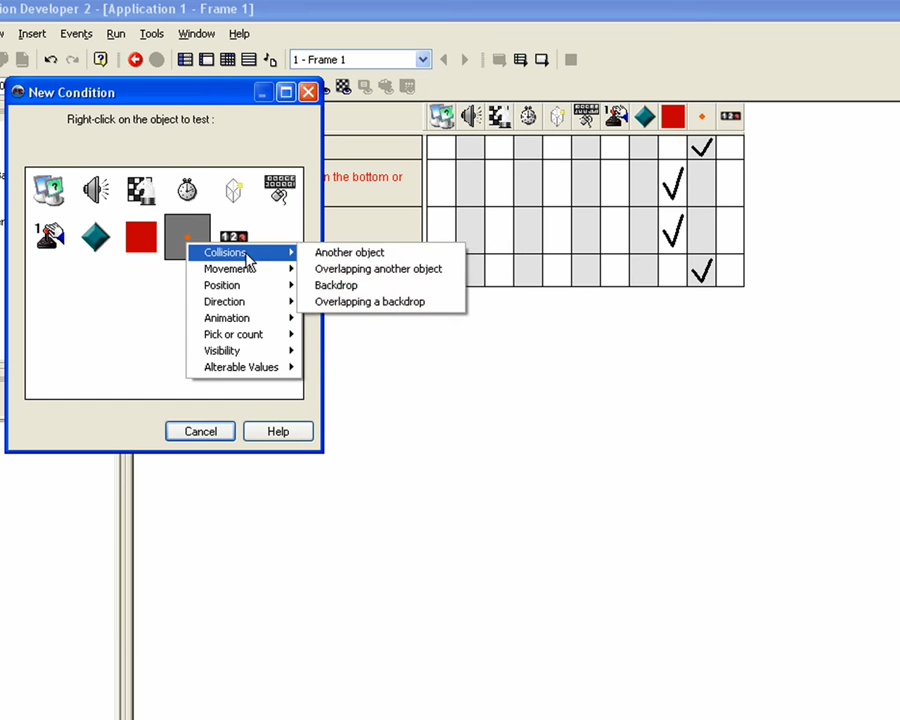 ion Developer 2 - [Application 1 - Frame 1]
w Insert Events Run Tools Window Help
1 - Frame 1
New Condition
Right-click on the object to test :
n the bottom or
1
123
Collisions
Movements
Position
Direction
Animation
Pick or count
Visibility
Alterable Values
Another object
Overlapping another object
Backdrop
Overlapping a backdrop
Cancel Help